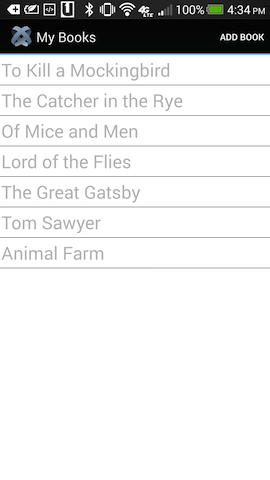 100% 4:34 PM
My Books ADD BOOK
To Kill a Mockingbird
The Catcher in the Rye
Of Mice and Men
Lord of the Flies
The Great Gatsby
Tom Sawyer
Animal Farm